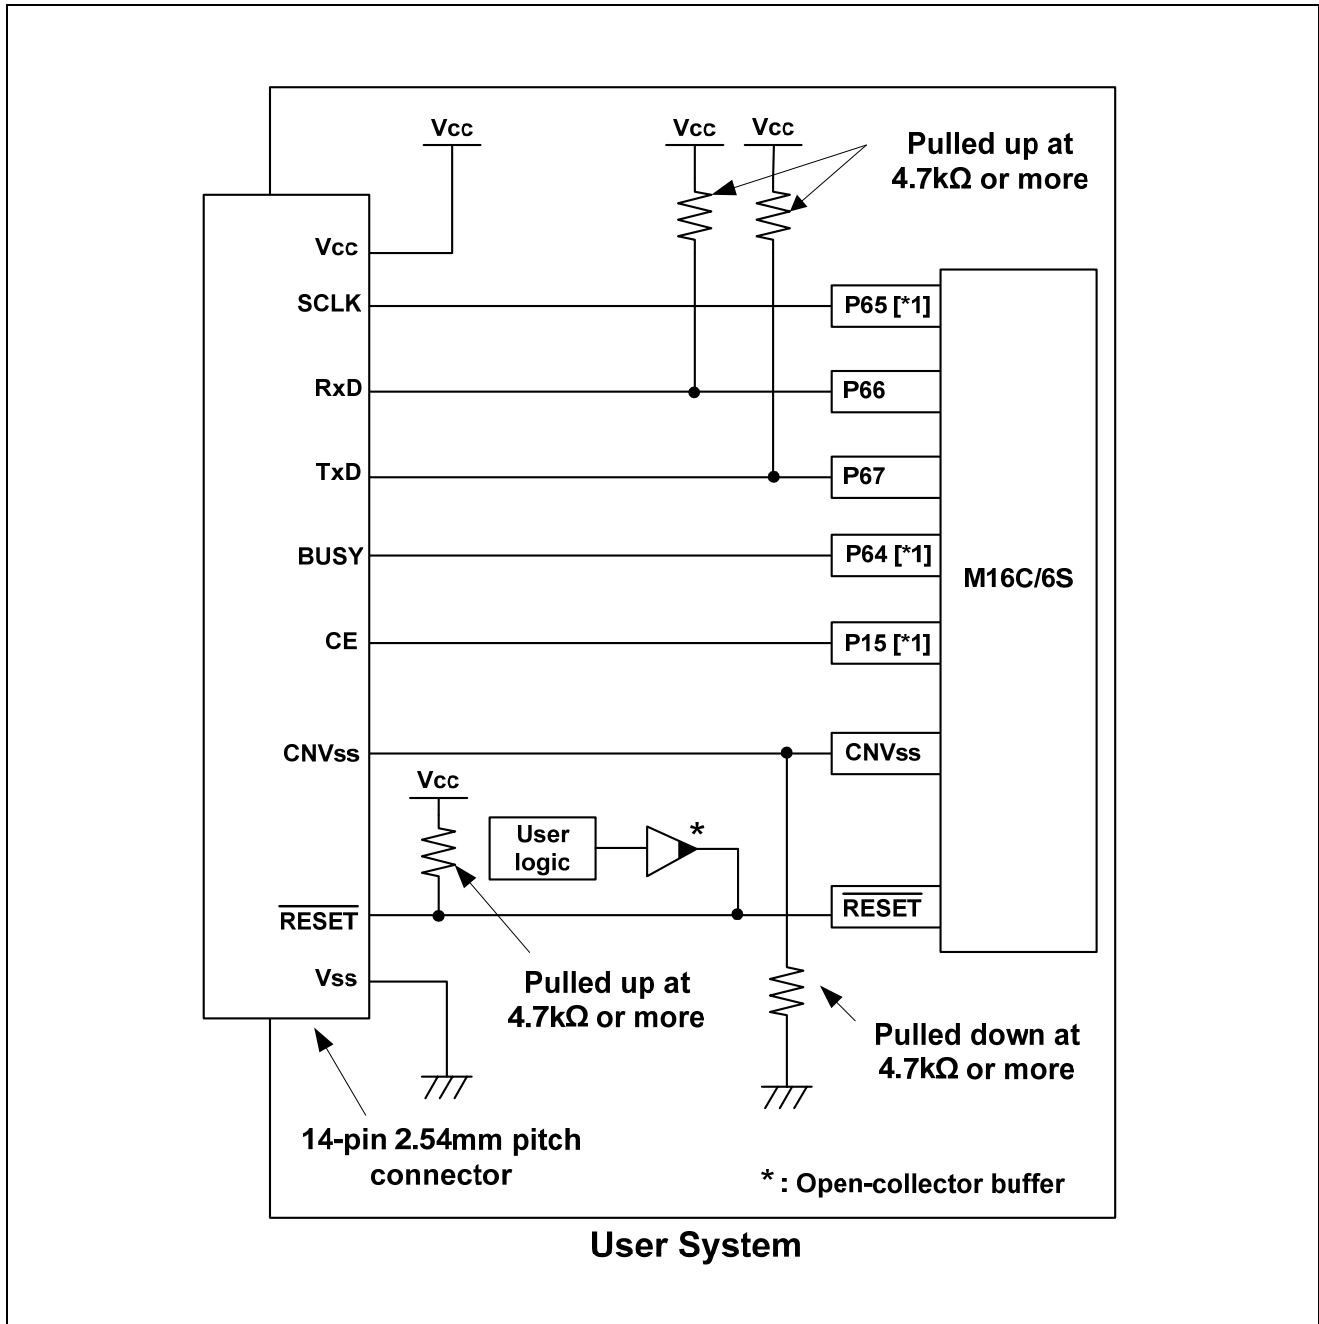 Vcc
Vcc
Vcc
Pulled up at
4.7kΩ or more
Vcc
SCLK
P65 [*1]
RxD
P66
TxD
P67
BUSY
P64 [*1]
M16C/6S
CE
P15 [*1]
CNVss
CNVss
Vcc
User
logic
*
RESET
RESET
Vss
Pulled up at
4.7kΩ or more
Pulled down at
4.7kΩ or more
14-pin 2.54mm pitch
connector
* : Open-collector buffer
User System